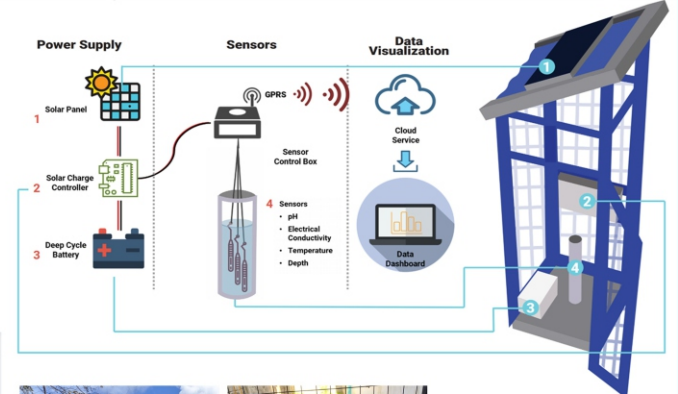 Power Supply
Sensors
Data
Visualization
1
Solar Panel
2
Solar Charge
Controller
3
Deep Cycle
Battery
GPRS
Sensor
Control Box
4 Sensors
• pH
• Electrical
Conductivity
• Temperature
• Depth
Cloud
Service
Data
Dashboard
1
2
4
3